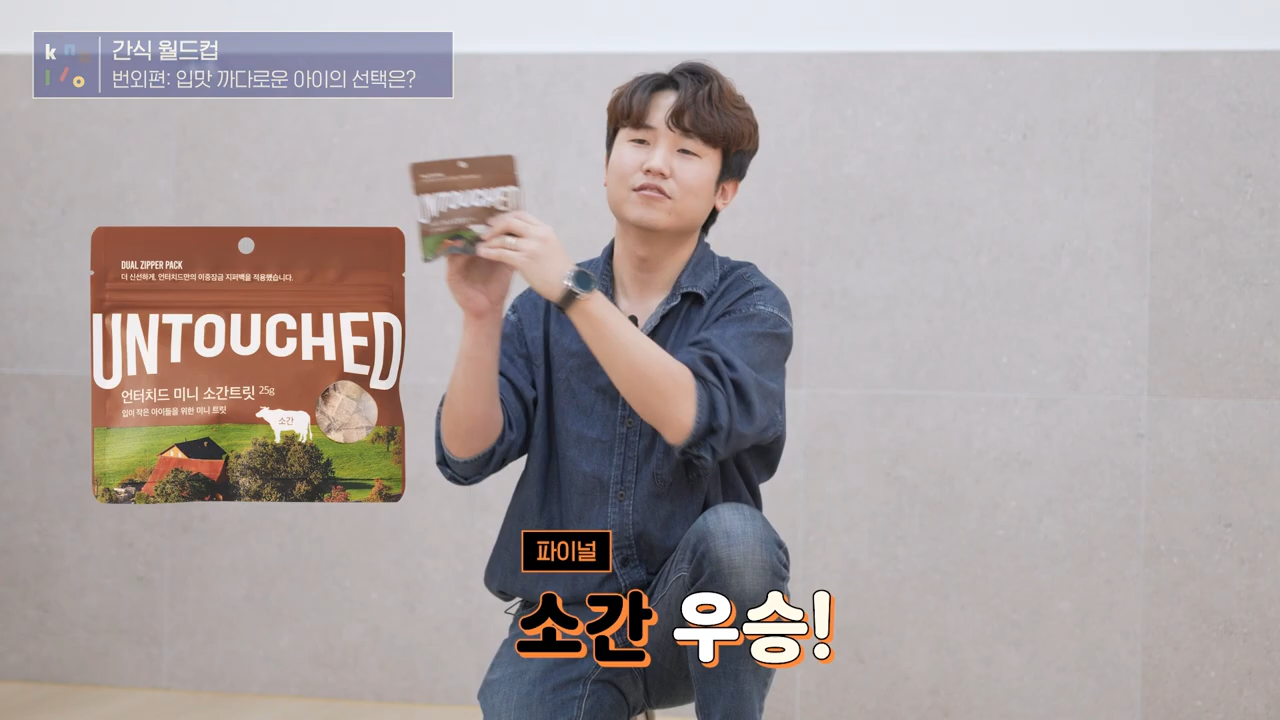 간식 월드컵
번외편: 입맛 까다로운 아이의 선택은?
UNTOUCHED
DUAL ZIPPER PACK
더 신선하게, 언터치드만의 이중잠금 지퍼백을 적용했습니다.
UNTOUCHED
언터치드 미니 소간트릿 25g
입이 작은 아이들을 위한 미니 트릿
소간
파이널
소간 우승!